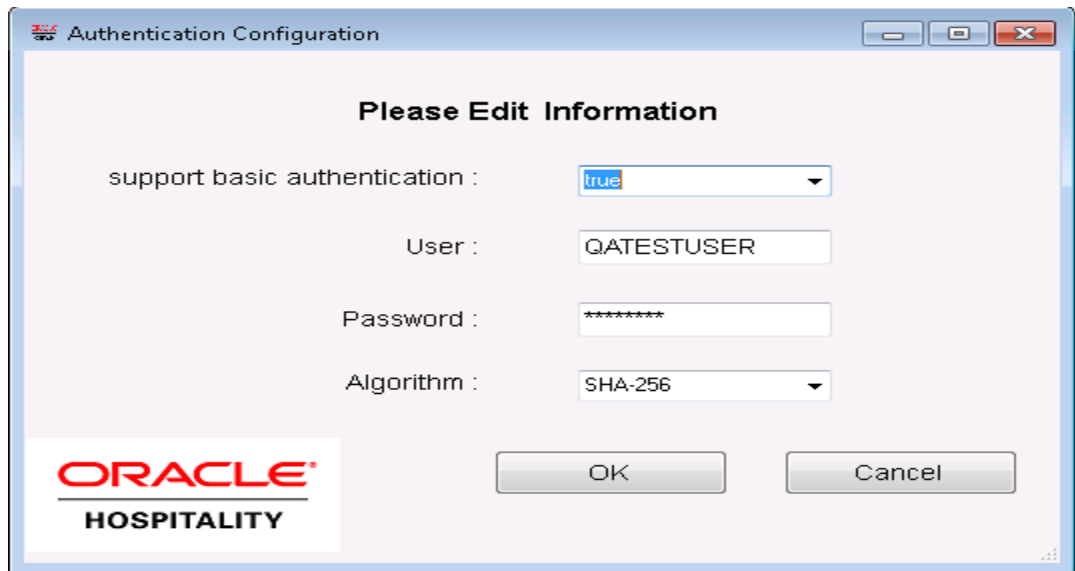 Authentication Configuration
Please Edit Information
support basic authentication : true
User : QATESTUSER
Password : ********
Algorithm : SHA-256
ORACLE
HOSPITALITY
OK Cancel